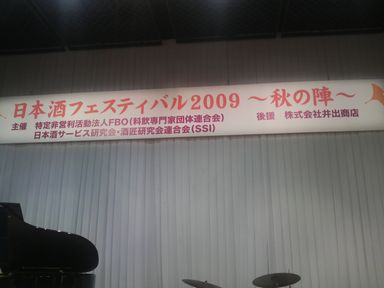 日本酒フェスティバル2009 ～秋の陣～
主催　特定非営利活動法人FBO(料飲専門家団体連合会)　後援　株式会社井出商店
日本酒サービス研究会・酒匠研究会連合会(SSI)